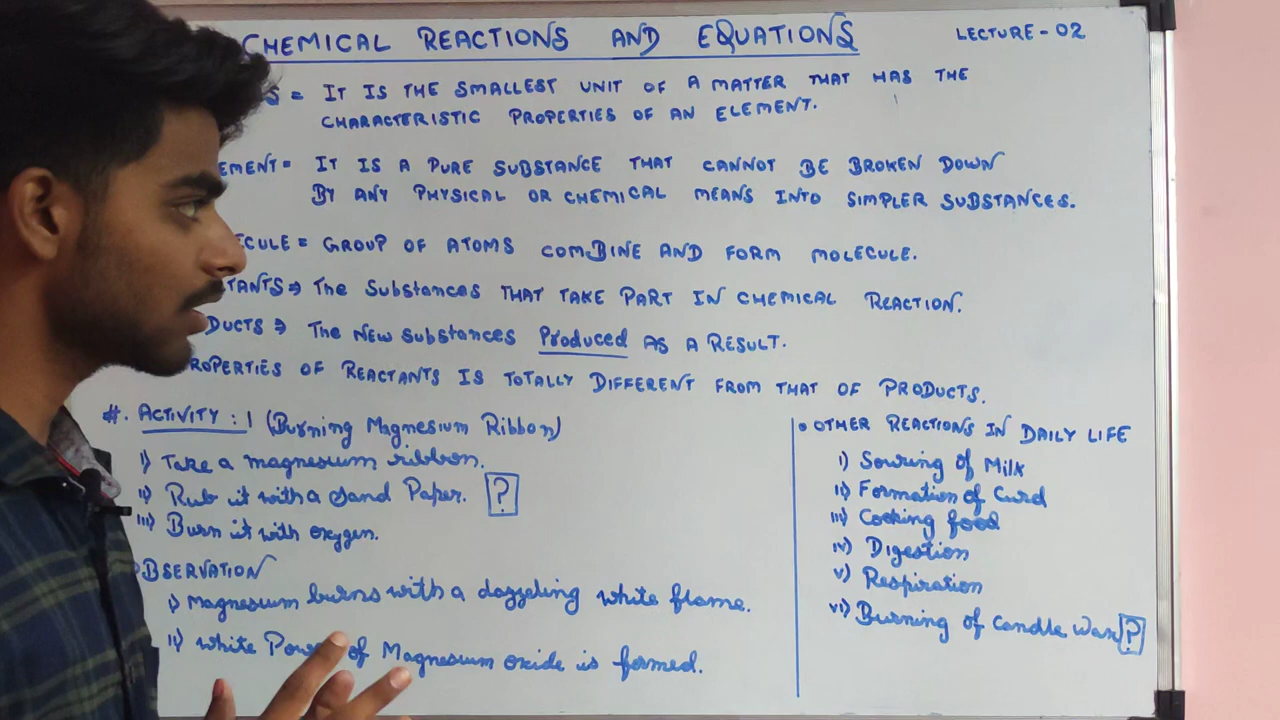 CHEMICAL REACTIONS AND EQUATIONS
LECTURE-02
= IT IS THE SMALLEST UNIT OF A MATTER THAT HAS THE
CHARACTERISTIC PROPERTIES OF AN ELEMENT.
EMENT= IT IS A PURE SUBSTANCE THAT CANNOT BE BROKEN DOWN
BY ANY PHYSICAL OR CHEMICAL MEANS INTO SIMPLER SUBSTANCES.
ECULE= GROUP OF ATOMS COMBINE AND FORM MOLECULE.
TANTS⇒ The Substances THAT TAKE PART IN CHEMICAL REACTION.
DUCTS ⇒ The NEW Substances Produced AS A RESULT.
ROPERTIES OF REACTANTS IS TOTALLY DIFFERENT FROM THAT OF PRODUCTS.
#. ACTIVITY : 1 (Burning Magnesium Ribbon)
i) Take a magnesium ribbon.
ii) Rub it with a Sand Paper. ?
iii) Burn it with oxygen.
OBSERVATION
i) Magnesium burns with a dazzeling white flame.
ii) White of Magnesium oxide is formed.
• OTHER REACTIONS IN DAILY LIFE
i) Souring of Milk
ii) Formation of Curd
iii) Cooking food
iv) Digestion
v) Respiration
vi) Burning of Candle Wax ?